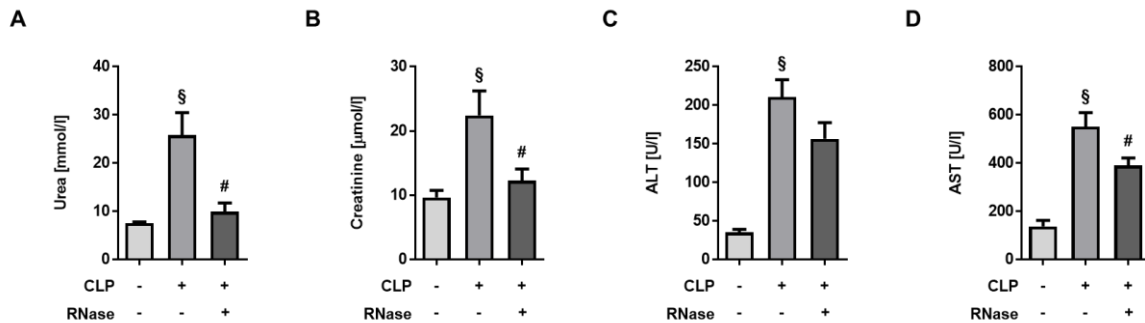 A
B
C
D
Urea [mmol/l]
40
30
20
10
0
§
#
Creatinine [µmol/l]
30
20
10
0
§
#
ALT [U/l]
250
200
150
100
50
0
§
AST [U/l]
800
600
400
200
0
§
#
CLP - + +
RNase - - +
CLP - + +
RNase - - +
CLP - + +
RNase - - +
CLP - + +
RNase - - +